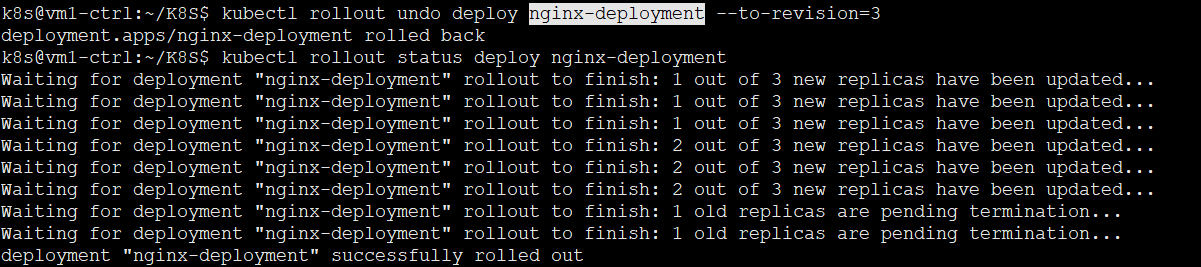 k8s@vm1-ctrl:~/K8S$ kubectl rollout undo deploy nginx-deployment --to-revision=3
deployment.apps/nginx-deployment rolled back
k8s@vm1-ctrl:~/K8S$ kubectl rollout status deploy nginx-deployment
Waiting for deployment "nginx-deployment" rollout to finish: 1 out of 3 new replicas have been updated...
Waiting for deployment "nginx-deployment" rollout to finish: 1 out of 3 new replicas have been updated...
Waiting for deployment "nginx-deployment" rollout to finish: 1 out of 3 new replicas have been updated...
Waiting for deployment "nginx-deployment" rollout to finish: 2 out of 3 new replicas have been updated...
Waiting for deployment "nginx-deployment" rollout to finish: 2 out of 3 new replicas have been updated...
Waiting for deployment "nginx-deployment" rollout to finish: 2 out of 3 new replicas have been updated...
Waiting for deployment "nginx-deployment" rollout to finish: 1 old replicas are pending termination...
Waiting for deployment "nginx-deployment" rollout to finish: 1 old replicas are pending termination...
deployment "nginx-deployment" successfully rolled out